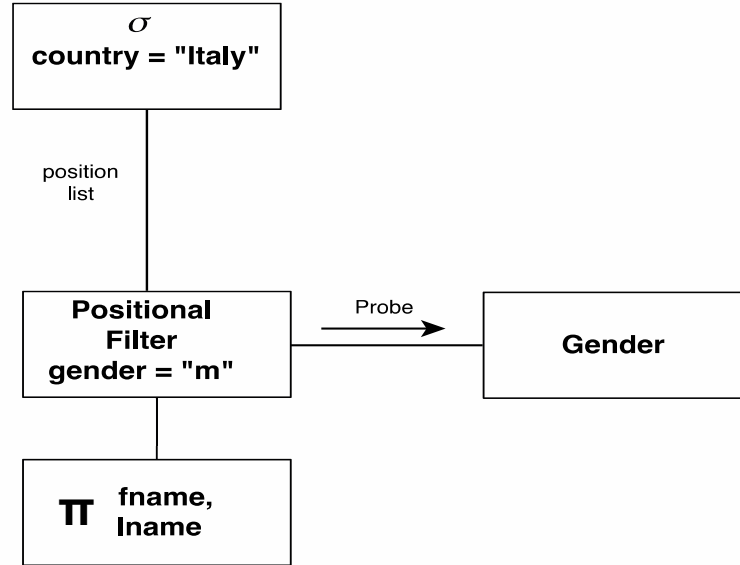 σ
country = "Italy"
position
list
Positional
Filter
gender = "m"
Probe
Gender
π fname,
lname